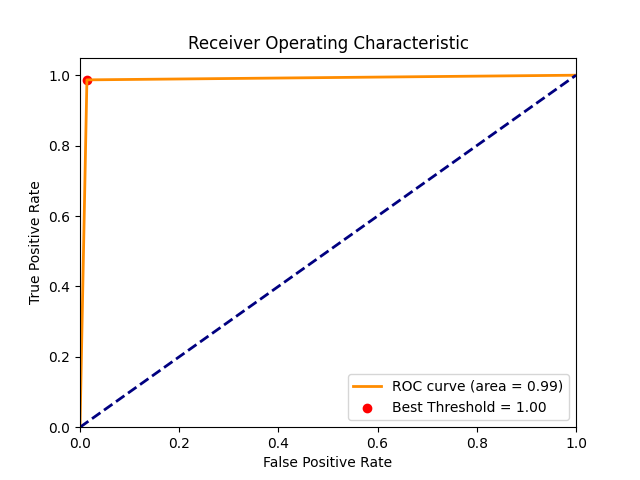 Receiver Operating Characteristic
True Positive Rate
1.0
0.8
0.6
0.4
0.2
0.0
0.0 0.2 0.4 0.6 0.8 1.0
False Positive Rate
ROC curve (area = 0.99)
Best Threshold = 1.00